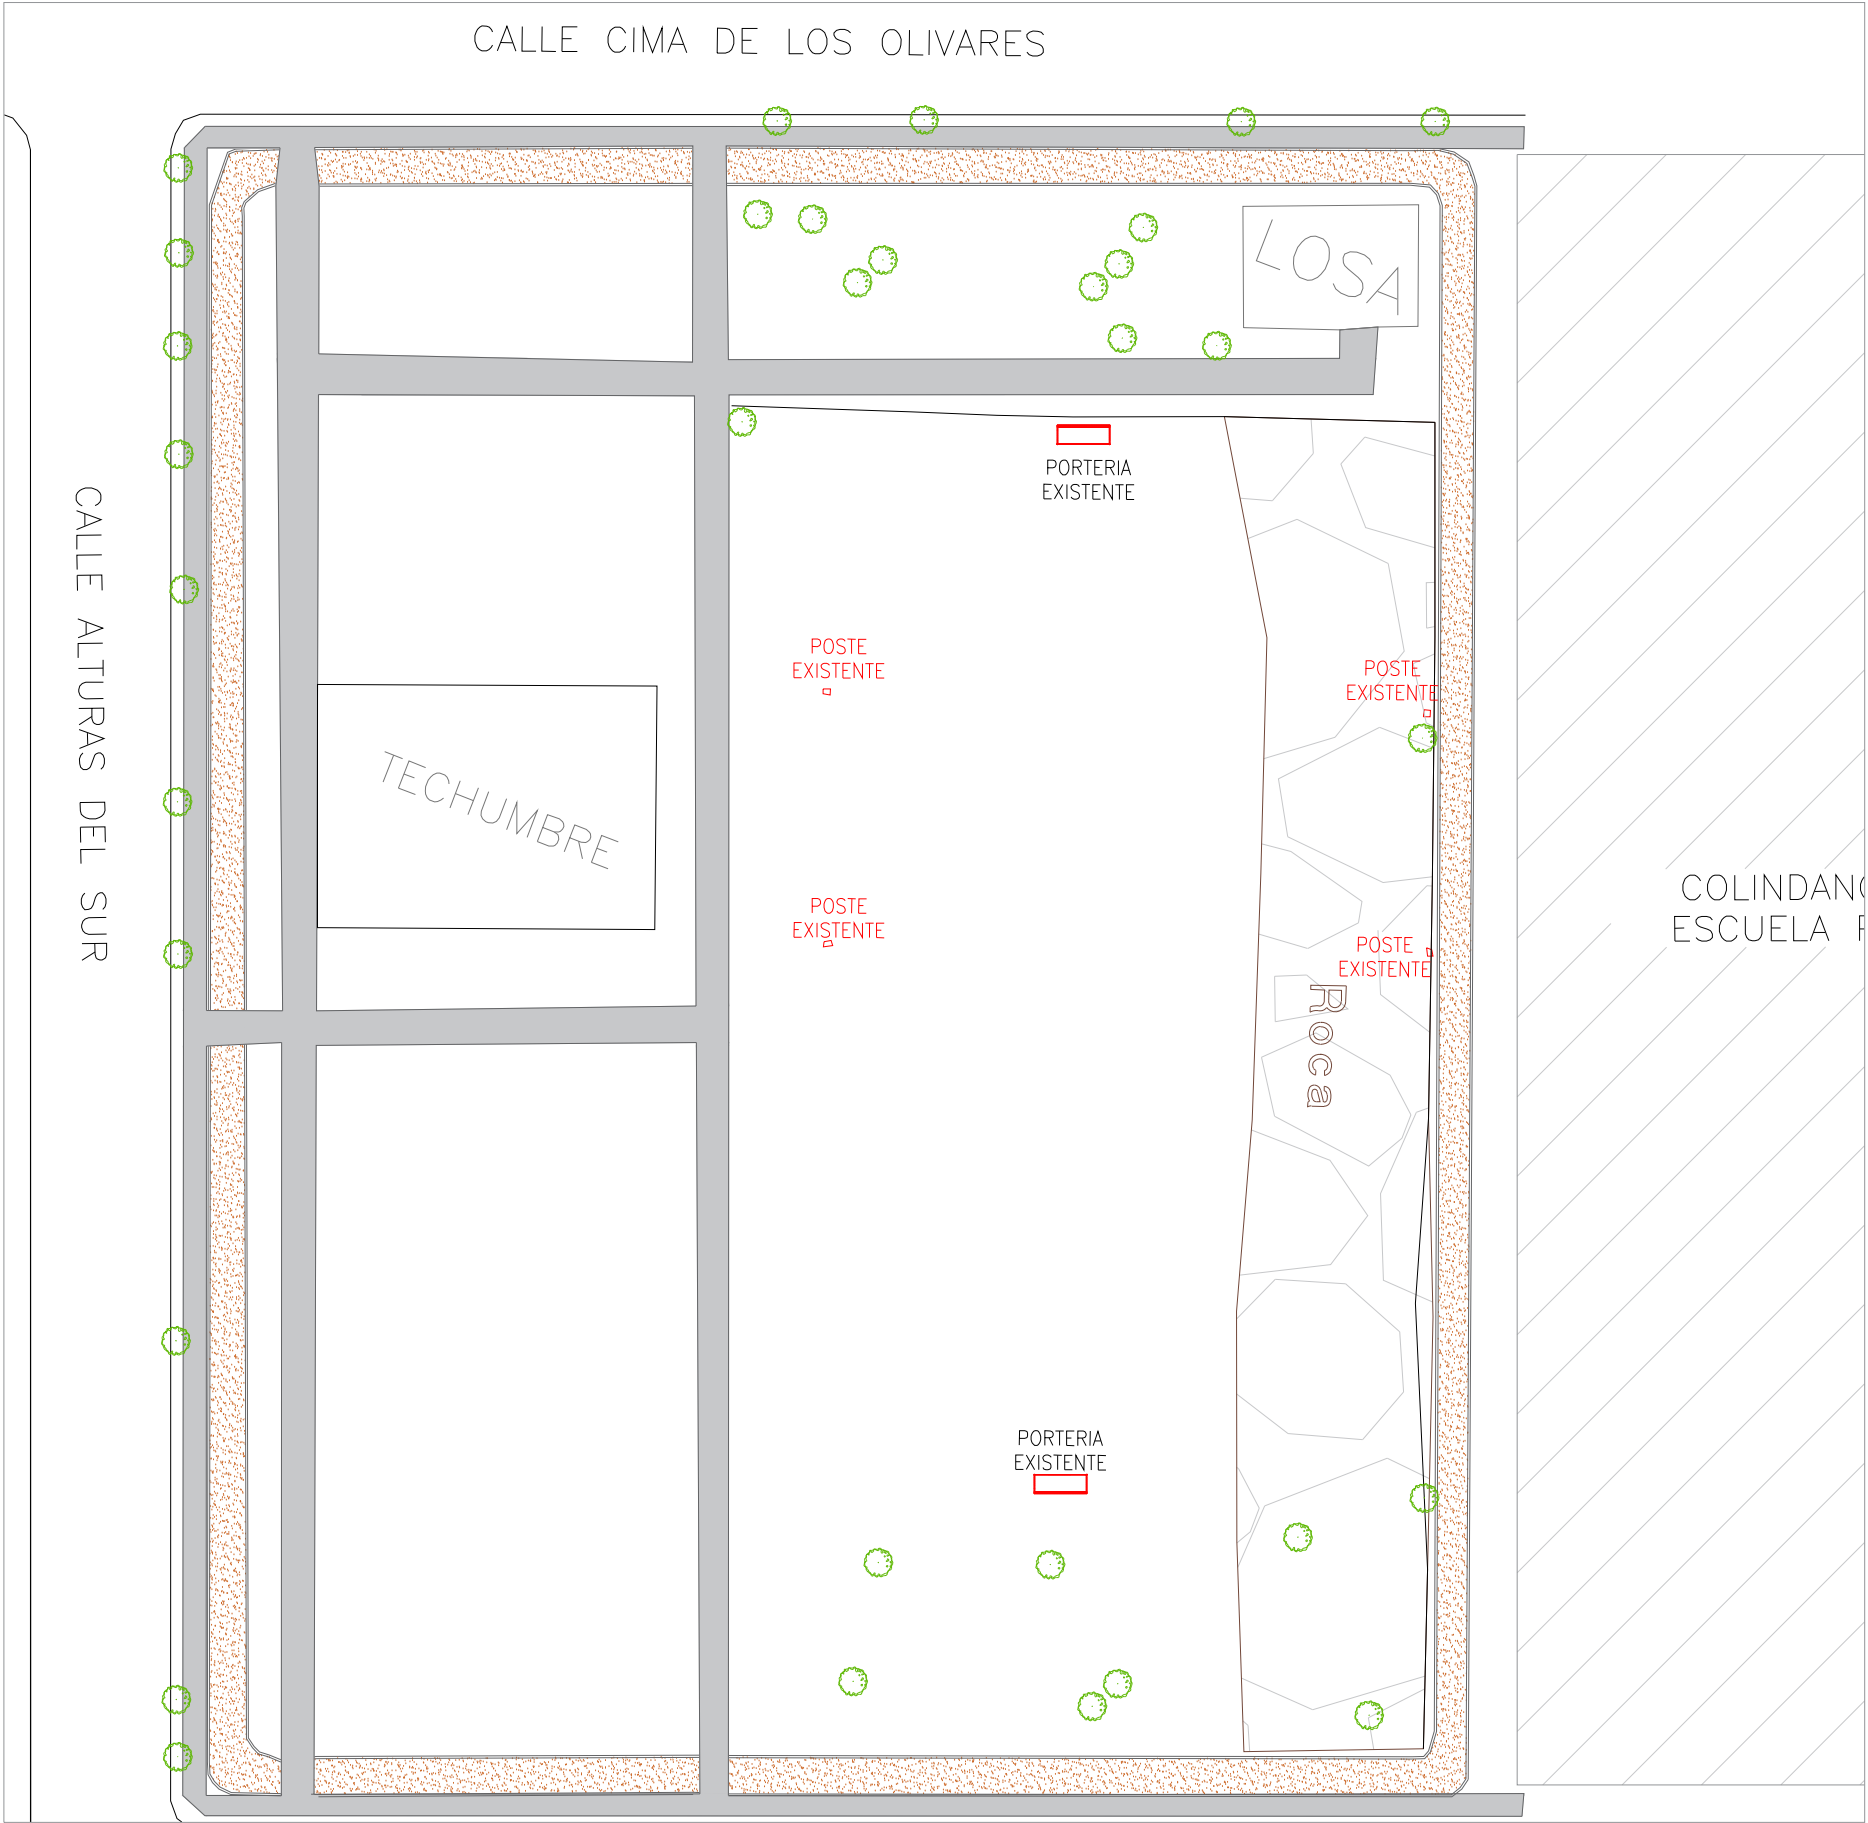 CALLE CIMA DE LOS OLIVARES
LOSA
PORTERIA
EXISTENTE
CALLE ALTURAS DEL SUR
POSTE
EXISTENTE
POSTE
EXISTENTE
TECHUMBRE
POSTE
EXISTENTE
POSTE
EXISTENTE
ESCUELA
Roca
PORTERIA
EXISTENTE